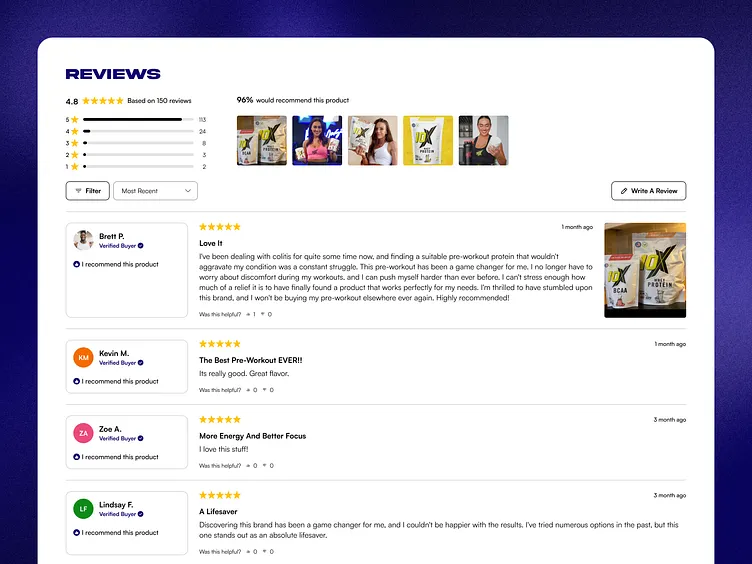 REVIEWS
4.8 Based on 150 reviews
96% would recommend this product
5 113
4 24
3 8
2 3
1 2
10X
BCAA
10X
10X
WHEY
PROTEIN
Filter
Most Recent
Write A Review
Brett P.
Verified Buyer
I recommend this product
1 month ago
Love It
I've been dealing with colitis for quite some time now, and finding a suitable pre-workout protein that wouldn't
aggravate my condition was a constant struggle. This pre-workout has been a game changer for me. I no longer have to
worry about discomfort during my workouts, and I can push myself harder than ever before. I can't stress enough how
much of a relief it is to have finally found a product that works perfectly for my needs. I'm thrilled to have stumbled upon
this brand, and I won't be buying my pre-workout elsewhere ever again. Highly recommended!
Was this helpful? 1 0
10X
BCAA
10X
WHEY
PROTEIN
KM
Kevin M.
Verified Buyer
I recommend this product
1 month ago
The Best Pre-Workout EVER!!
Its really good. Great flavor.
Was this helpful? 0 0
ZA
Zoe A.
Verified Buyer
I recommend this product
3 month ago
More Energy And Better Focus
I love this stuff!
Was this helpful? 0 0
LF
Lindsay F.
Verified Buyer
I recommend this product
3 month ago
A Lifesaver
Discovering this brand has been a game changer for me, and I couldn't be happier with the results. I've tried numerous options in the past, but this
one stands out as an absolute lifesaver.
Was this helpful? 0 0